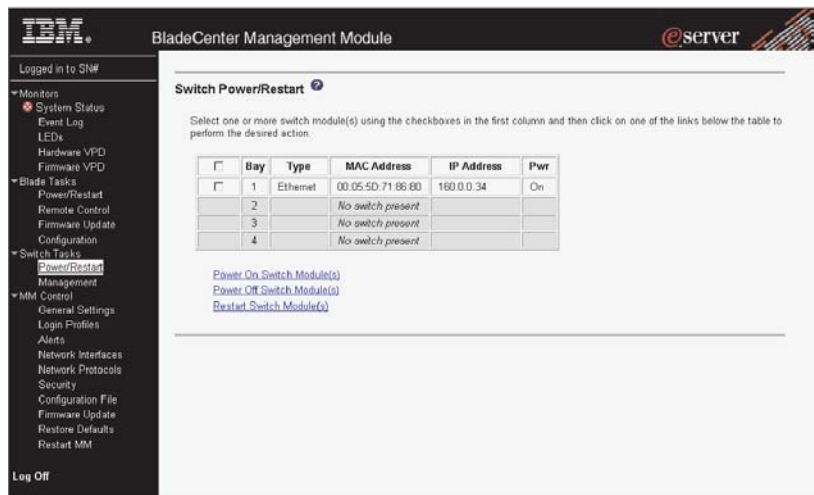 IBM.
BladeCenter Management Module
eserver
Logged in to SN#
Monitors
System Status
Event Log
LEDs
Hardware VPD
Firmware VPD
Blade Tasks
Power/Restart
Remote Control
Firmware Update
Configuration
Switch Tasks
Power/Restart
Management
MM Control
General Settings
Login Profiles
Alerts
Network Interfaces
Network Protocols
Security
Configuration File
Firmware Update
Restore Defaults
Restart MM
Log Off
Switch Power/Restart ?
Select one or more switch module(s) using the checkboxes in the first column and then click on one of the links below the table to
perform the desired action.
Bay Type MAC Address IP Address Pwr
1 Ethernet 00:05:5D:71:86:80 160.0.0.34 On
2 No switch present
3 No switch present
4 No switch present
Power On Switch Module(s)
Power Off Switch Module(s)
Restart Switch Module(s)